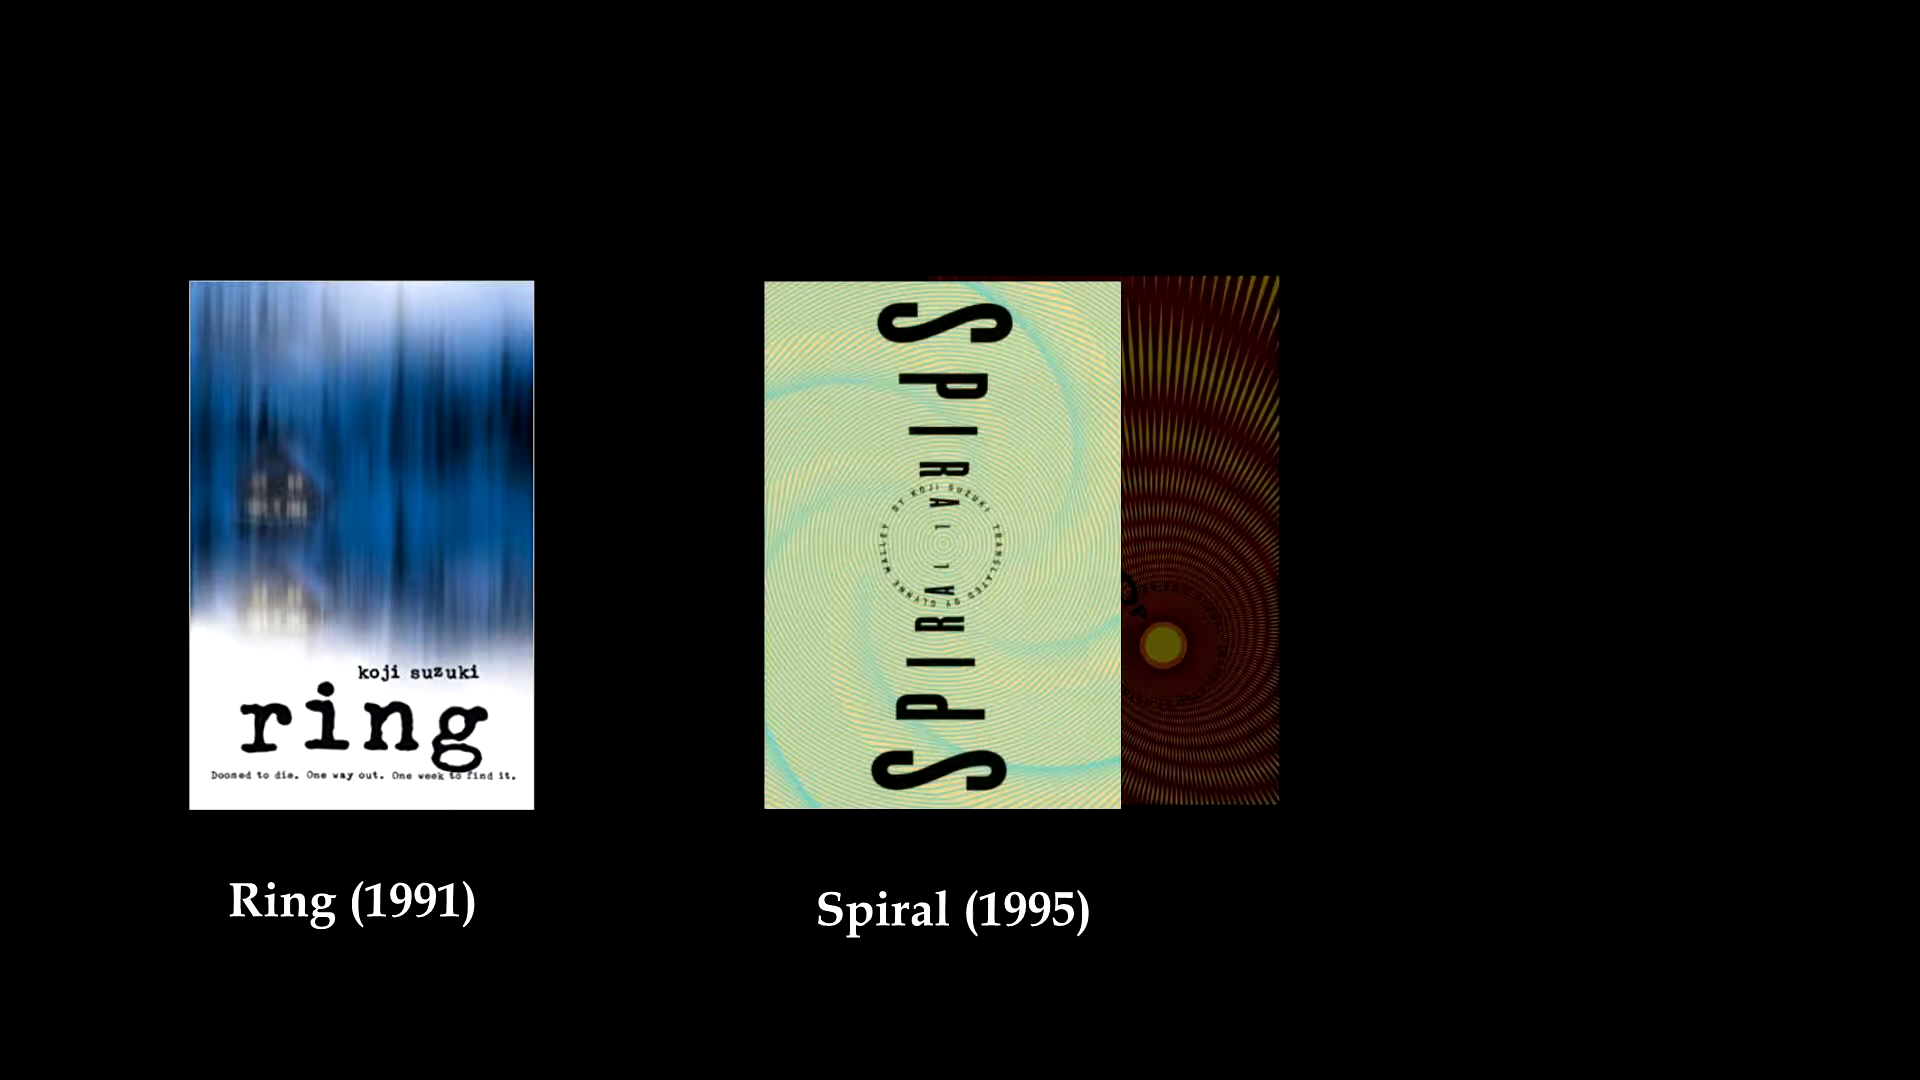 koji suzuki
ring
Doomed to die. One way out. One week to find it.
Ring (1991)
SPIRAL
BY KOJI SUZUKI TRANSLATED BY GLYNNE WALLEY
SPIRAL
Spiral (1995)